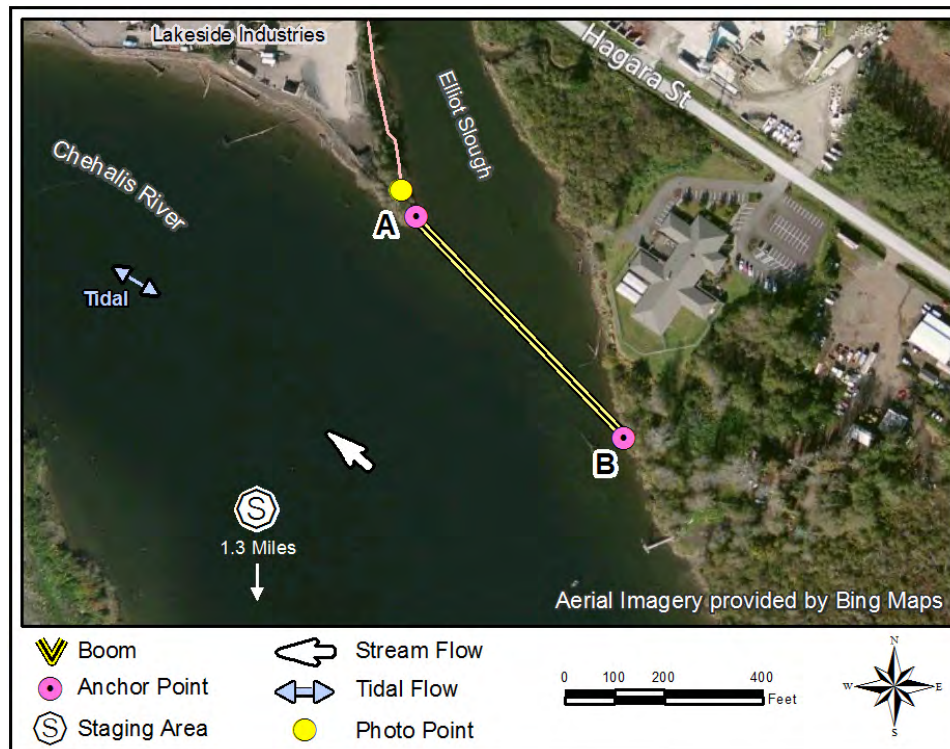 Lakeside Industries
Hagara St
Elliot Slough
Chehalis River
A
Tidal
B
S
1.3 Miles
Aerial Imagery provided by Bing Maps
Boom
Anchor Point
S Staging Area
Stream Flow
Tidal Flow
Photo Point
0 100 200 400
Feet
N
W E
S